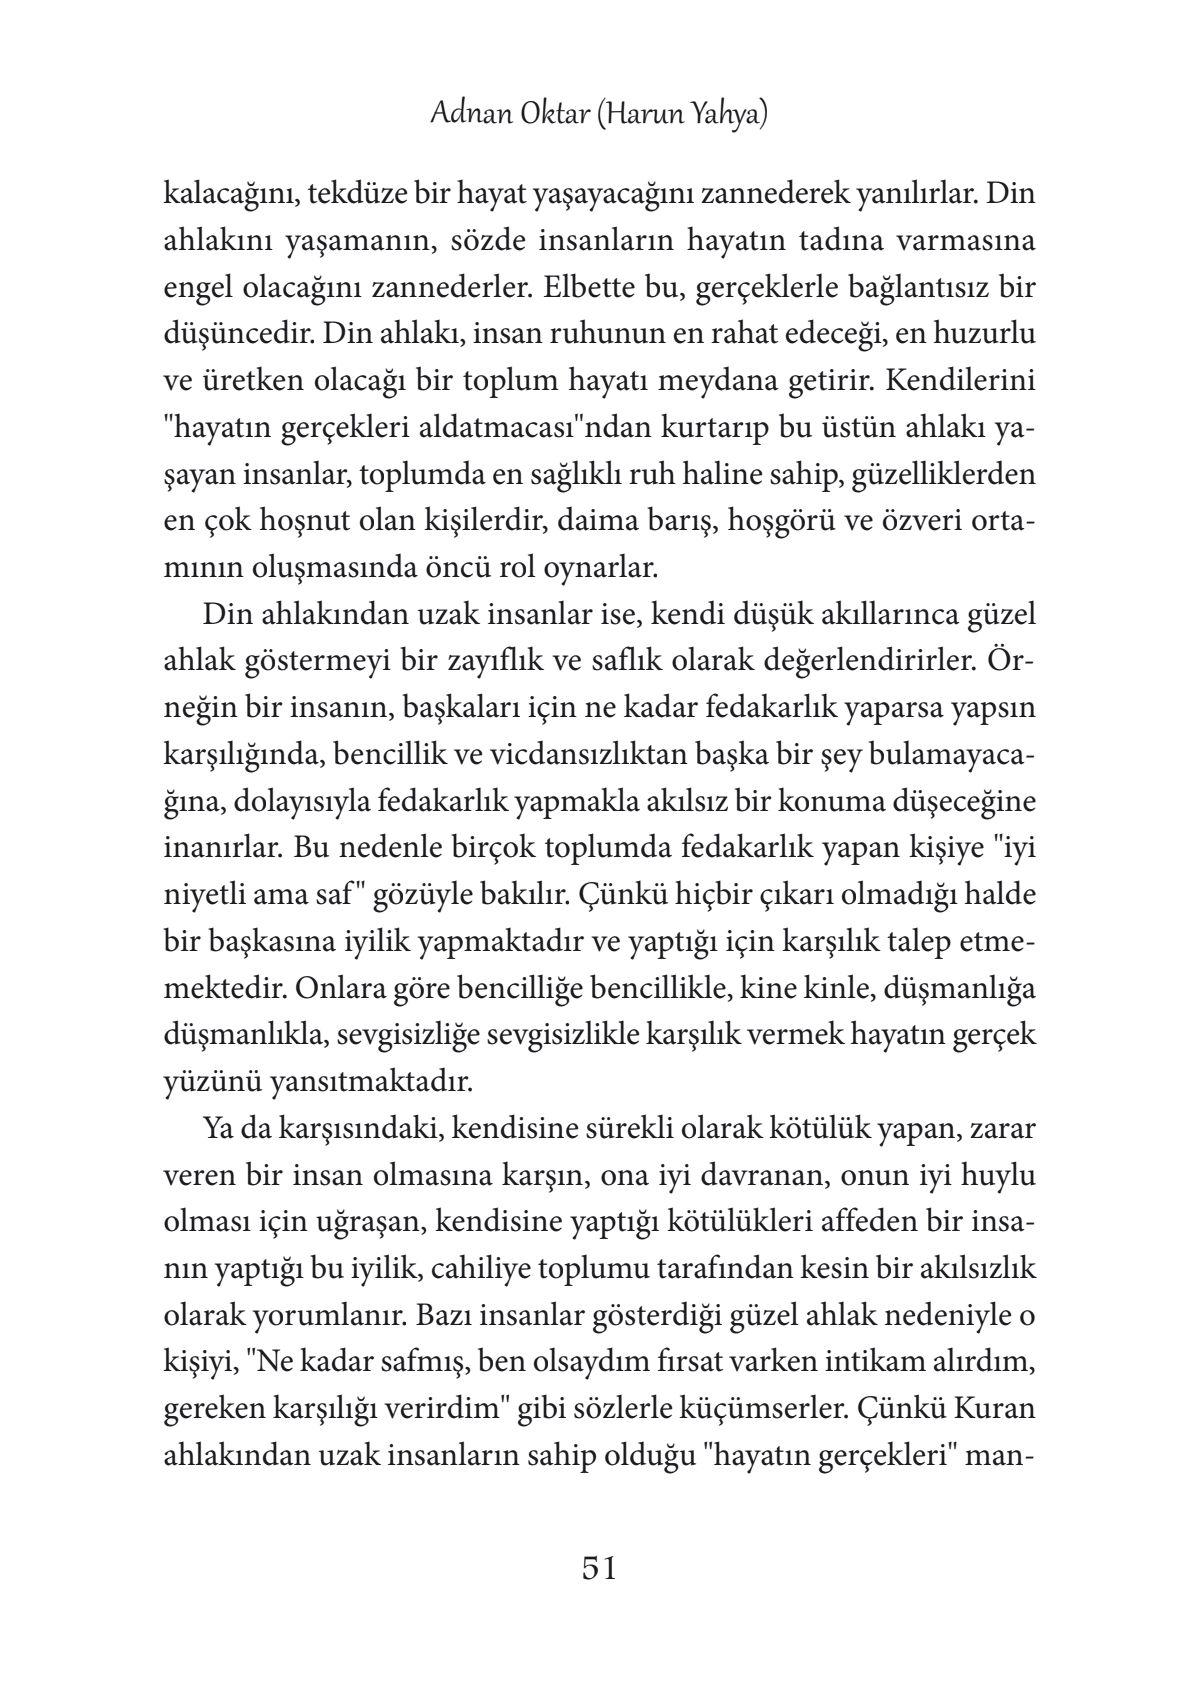 Adnan Oktar (Harun Yahya)
kalacağını, tekdüze bir hayat yaşayacağını zannederek yanılırlar. Din
ahlakını yaşamanın, sözde insanların hayatın tadına varmasına
engel olacağını zannederler. Elbette bu, gerçeklerle bağlantısız bir
düşüncedir. Din ahlakı, insan ruhunun en rahat edeceği, en huzurlu
ve üretken olacağı bir toplum hayatı meydana getirir. Kendilerini
"hayatın gerçekleri aldatmacası"ndan kurtarıp bu üstün ahlakı ya-
şayan insanlar, toplumda en sağlıklı ruh haline sahip, güzelliklerden
en çok hoşnut olan kişilerdir, daima barış, hoşgörü ve özveri orta-
mının oluşmasında öncü rol oynarlar.
Din ahlakından uzak insanlar ise, kendi düşük akıllarınca güzel
ahlak göstermeyi bir zayıflık ve saflık olarak değerlendirirler. Ör-
neğin bir insanın, başkaları için ne kadar fedakarlık yaparsa yapsın
karşılığında, bencillik ve vicdansızlıktan başka bir şey bulamayaca-
ğına, dolayısıyla fedakarlık yapmakla akılsız bir konuma düşeceğine
inanırlar. Bu nedenle birçok toplumda fedakarlık yapan kişiye "iyi
niyetli ama saf" gözüyle bakılır. Çünkü hiçbir çıkarı olmadığı halde
bir başkasına iyilik yapmaktadır ve yaptığı için karşılık talep etme-
mektedir. Onlara göre bencilliğe bencillikle, kine kinle, düşmanlığa
düşmanlıkla, sevgisizliğe sevgisizlikle karşılık vermek hayatın gerçek
yüzünü yansıtmaktadır.
Ya da karşısındaki, kendisine sürekli olarak kötülük yapan, zarar
veren bir insan olmasına karşın, ona iyi davranan, onun iyi huylu
olması için uğraşan, kendisine yaptığı kötülükleri affeden bir insa-
nın yaptığı bu iyilik, cahiliye toplumu tarafından kesin bir akılsızlık
olarak yorumlanır. Bazı insanlar gösterdiği güzel ahlak nedeniyle o
kişiyi, "Ne kadar safmış, ben olsaydım fırsat varken intikam alırdım,
gereken karşılığı verirdim" gibi sözlerle küçümserler. Çünkü Kuran
ahlakından uzak insanların sahip olduğu "hayatın gerçekleri" man-
51